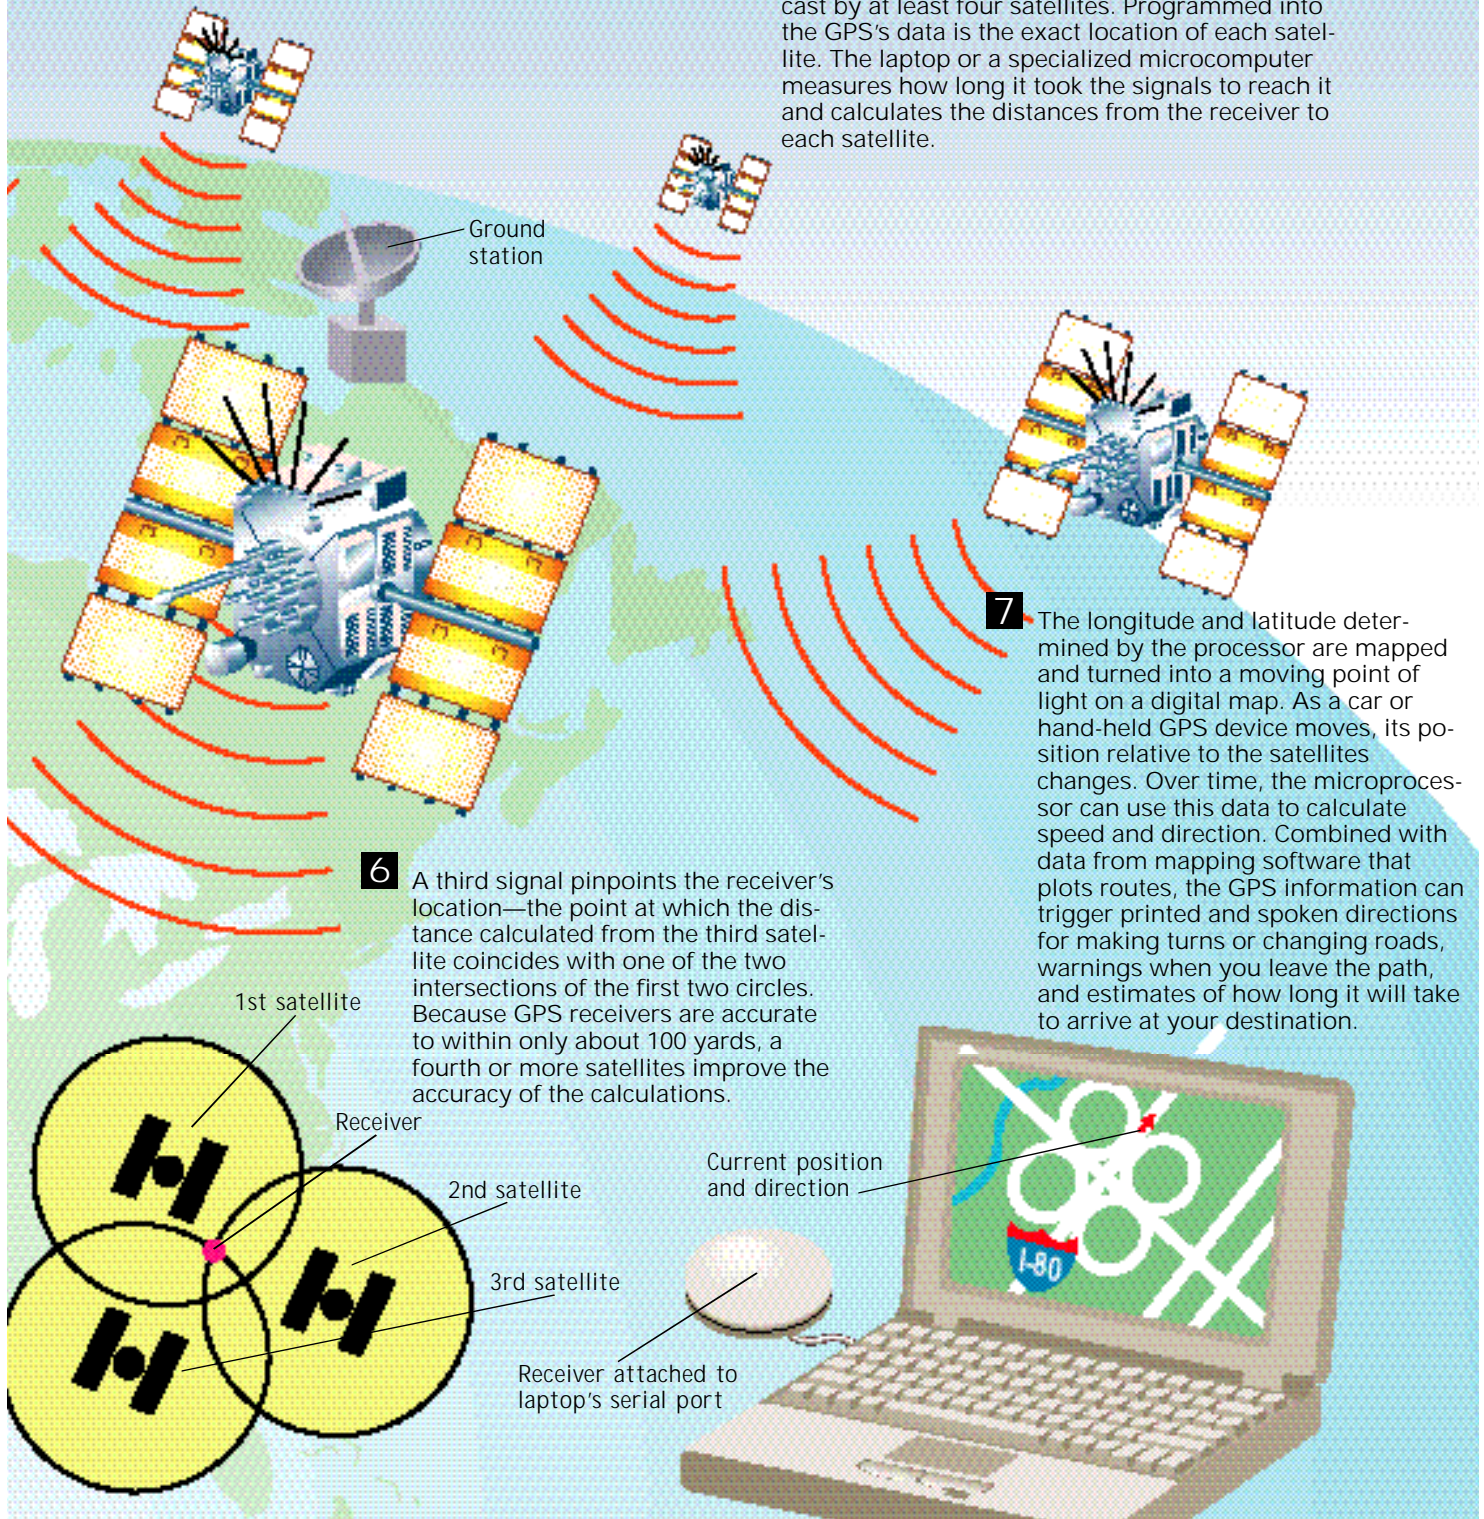 cast by at least four satellites. Programmed into
the GPS's data is the exact location of each satel-
lite. The laptop or a specialized microcomputer
measures how long it took the signals to reach it
and calculates the distances from the receiver to
each satellite.
Ground
station
7
The longitude and latitude deter-
mined by the processor are mapped
and turned into a moving point of
light on a digital map. As a car or
hand-held GPS device moves, its po-
sition relative to the satellites
changes. Over time, the microproces-
sor can use this data to calculate
speed and direction. Combined with
data from mapping software that
plots routes, the GPS information can
trigger printed and spoken directions
for making turns or changing roads,
warnings when you leave the path,
and estimates of how long it will take
to arrive at your destination.
6
A third signal pinpoints the receiver's
location—the point at which the dis-
tance calculated from the third satel-
lite coincides with one of the two
intersections of the first two circles.
Because GPS receivers are accurate
to within only about 100 yards, a
fourth or more satellites improve the
accuracy of the calculations.
1st satellite
Receiver
2nd satellite
3rd satellite
Current position
and direction
I-80
Receiver attached to
laptop's serial port